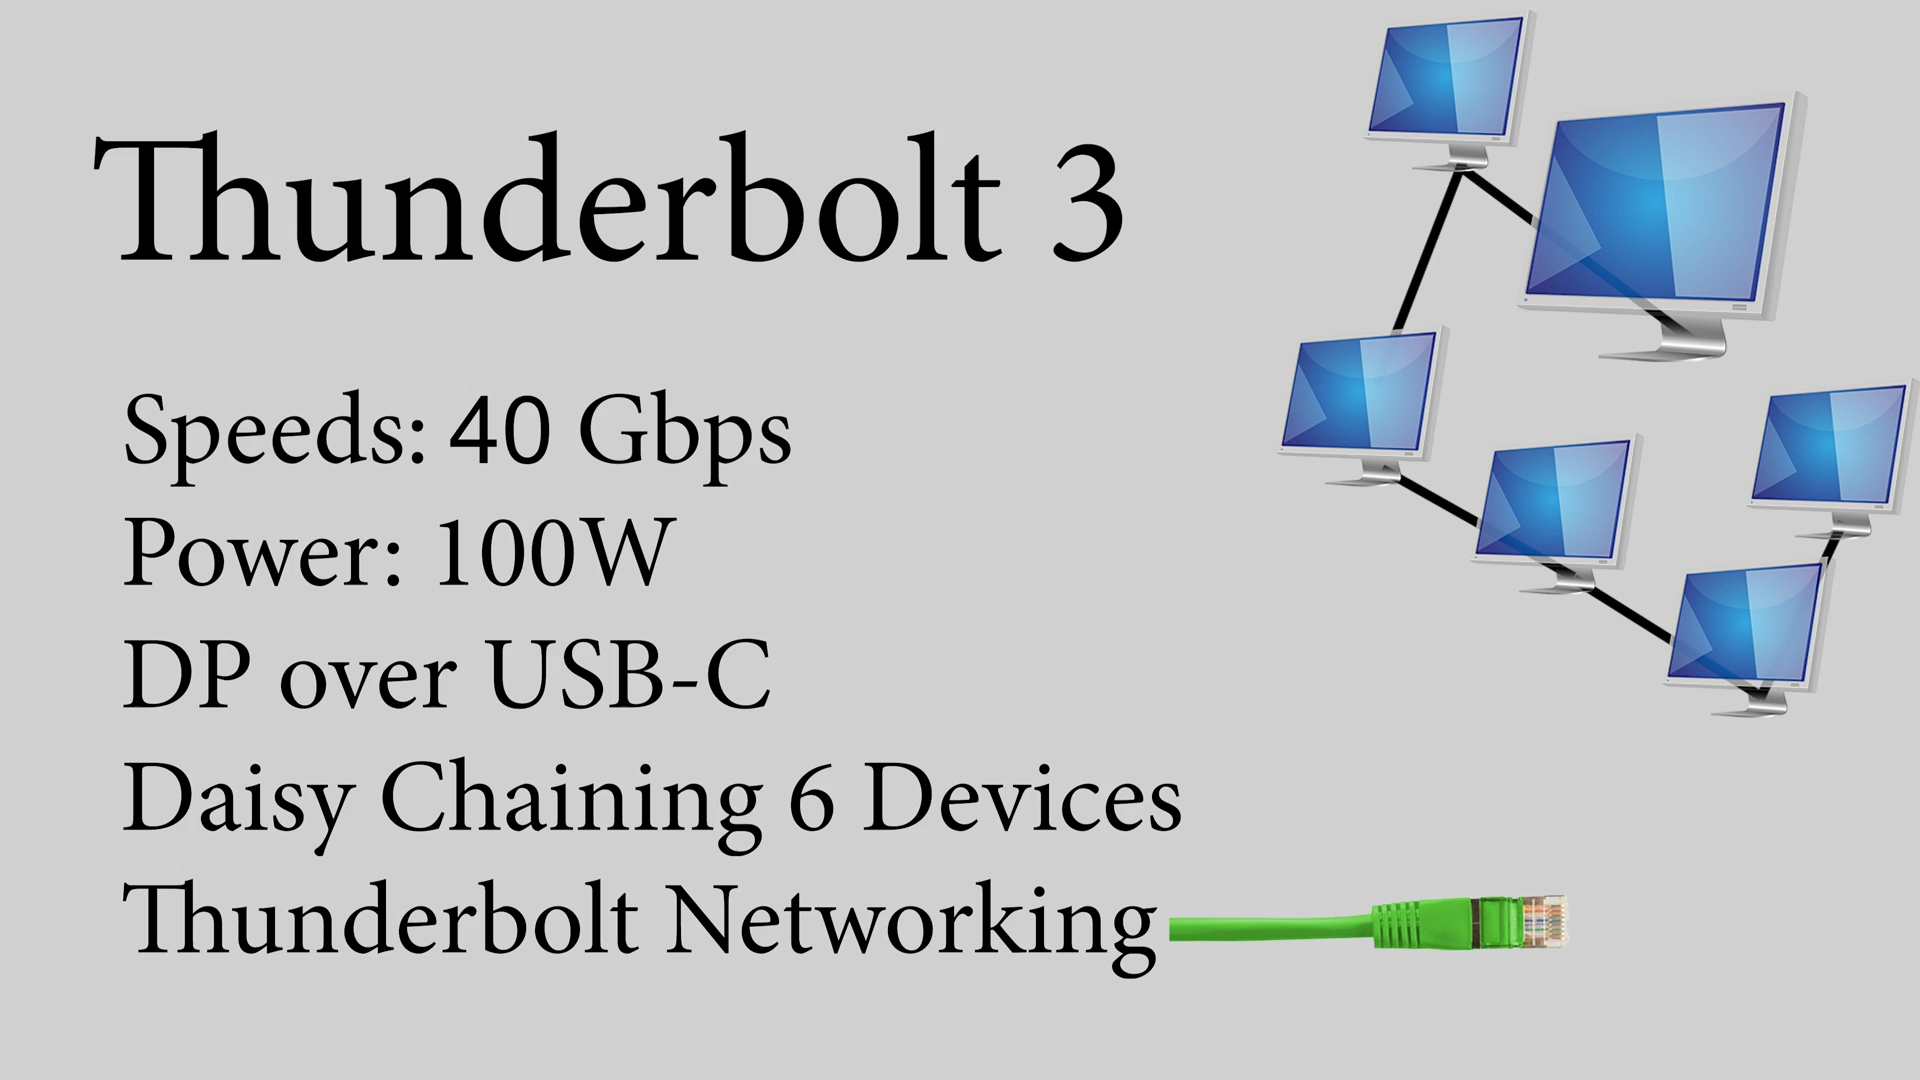 Thunderbolt 3
Speeds: 40 Gbps
Power: 100W
DP over USB-C
Daisy Chaining 6 Devices
Thunderbolt Networking